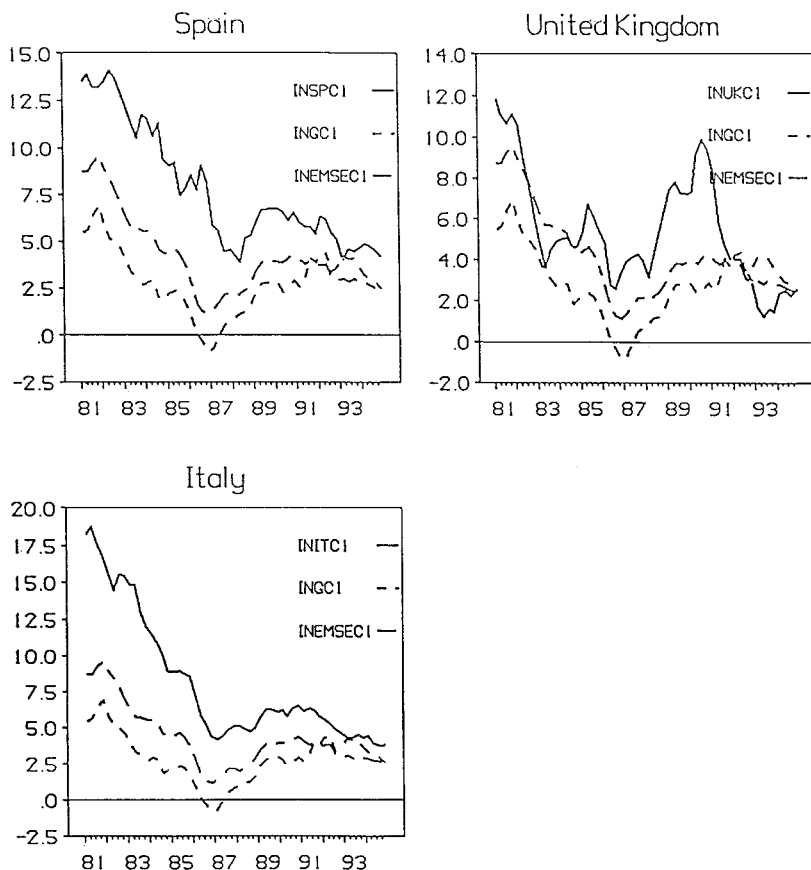 Spain
15.0
12.5
10.0
7.5
5.0
2.5
.0
-2.5
INSPC1
INGC1
INEMSEC1
81 83 85 87 89 91 93
United Kingdom
14.0
12.0
10.0
8.0
6.0
4.0
2.0
.0
-2.0
INUKC1
INGC1
INEMSEC1
81 83 85 87 89 91 93
Italy
20.0
17.5
15.0
12.5
10.0
7.5
5.0
2.5
.0
-2.5
INITC1
INGC1
INEMSEC1
81 83 85 87 89 91 93